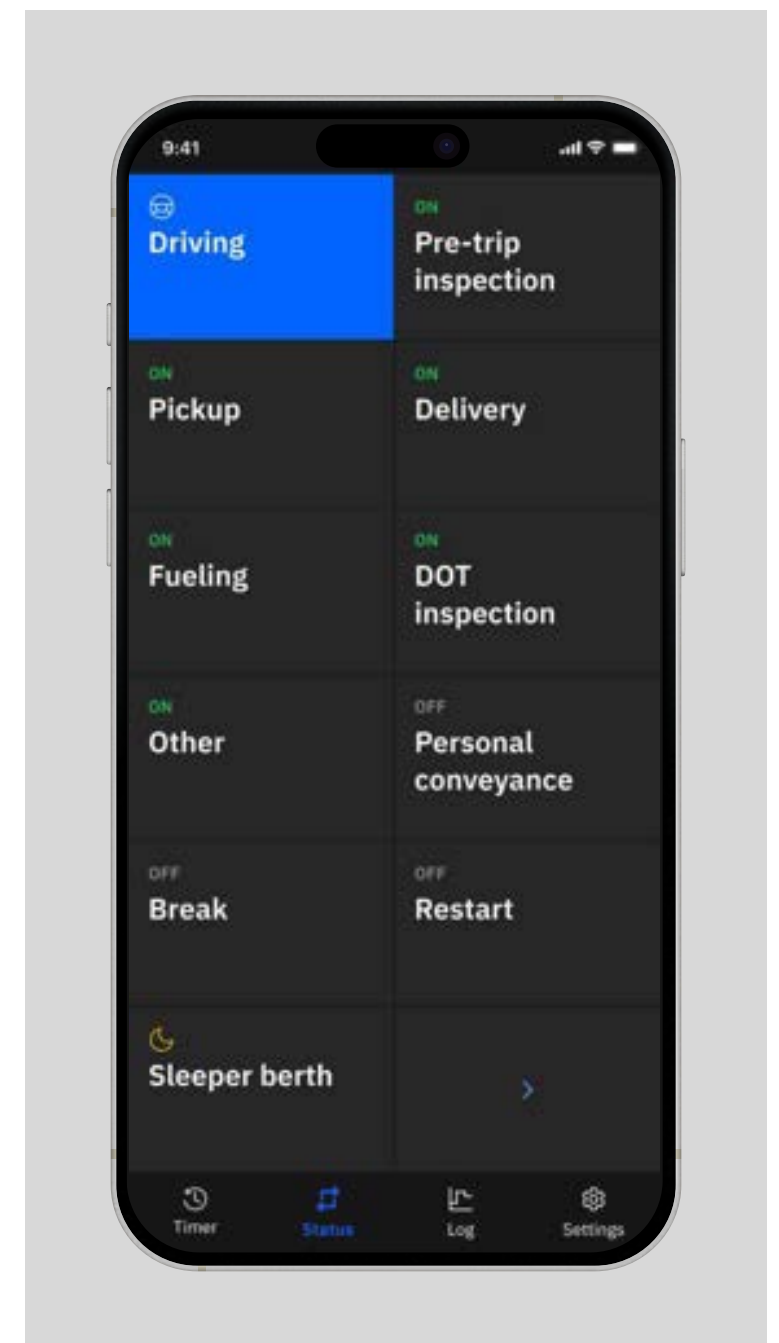 9:41
Driving
ON
Pre-trip
inspection
ON
Pickup
ON
Delivery
ON
Fueling
ON
DOT
inspection
ON
Other
OFF
Personal
conveyance
OFF
Break
OFF
Restart
Sleeper berth
Timer
Status
Log
Settings